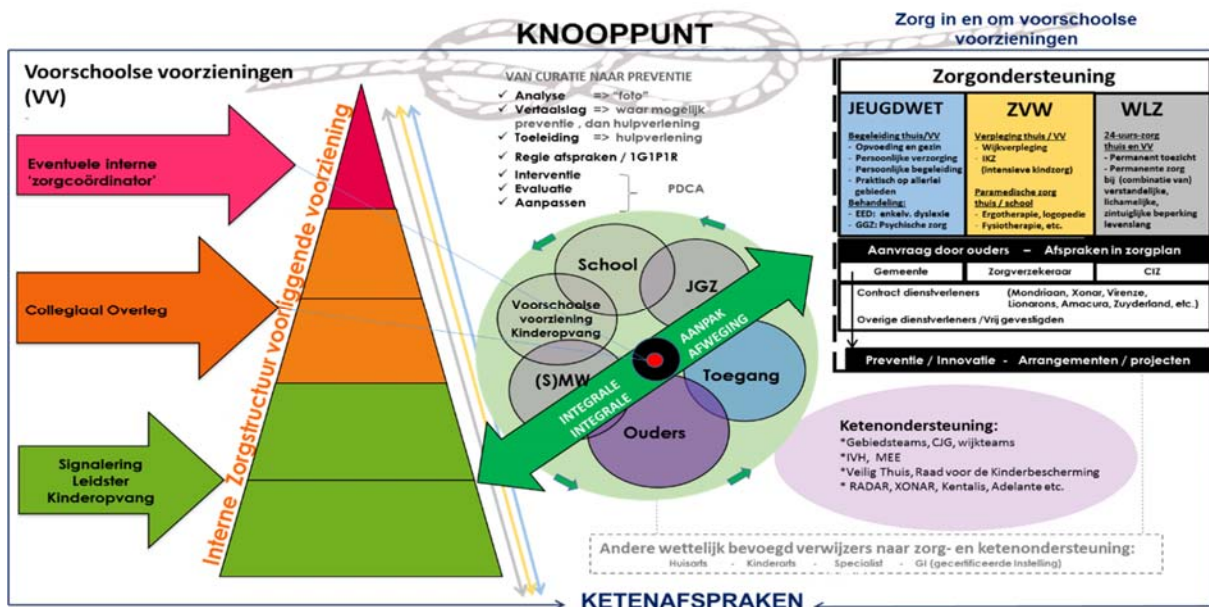 KNOOPPUNT
Zorg in en om voorschoolse
voorzieningen
Voorschoolse voorzieningen
(VV)
Eventuele interne
'zorgcoördinator'
Collegiaal Overleg
Signalering
Leidster
Kinderopvang
Interne Zorgstructuur voorliggende voorziening
VAN CURATIE NAAR PREVENTIE
✓ Analyse => "foto"
✓ Vertaalslag => waar mogelijk
preventie , dan hulpverlening
✓ Toeleiding => hulpverlening
✓ Regie afspraken / 1G1P1R
✓ Interventie
✓ Evaluatie
✓ Aanpassen
PDCA
School
JGZ
Voorschoolse
voorziening
Kinderopvang
(S)MW
Toegang
Ouders
INTEGRALE AANPAK
INTEGRALE AFWEGING
Zorgondersteuning
JEUGDWET
Begeleiding thuis/VV
- Opvoeding en gezin
- Persoonlijke verzorging
- Persoonlijke begeleiding
- Praktisch op allerlei
gebieden
Behandeling:
- EED: enkelv. dyslexie
- GGZ: Psychische zorg
ZVW
Verpleging thuis / VV
- Wijkverpleging
- IKZ
(Intensieve kindzorg)
Paramedische zorg
thuis / school
- Ergotherapie, logopedie
- Fysiotherapie, etc.
WLZ
24-uurs-zorg
thuis en VV
- Permanent toezicht
- Permanente zorg
bij (combinatie van)
verstandelijke,
lichamelijke,
zintuiglijke beperking
levenslang
Aanvraag door ouders – Afspraken in zorgplan
Gemeente
Zorgverzekeraar
CIZ
Contract dienstverleners (Mondriaan, Xonar, Virenze,
Lionarons, Amacura, Zuyderland, etc.)
Overige dienstverleners /Vrij gevestigden
Preventie / Innovatie - Arrangementen / projecten
Ketenondersteuning:
*Gebiedsteams, CJG, wijkteams
*IVH, MEE
*Veilig Thuis, Raad voor de Kinderbescherming
* RADAR, XONAR, Kentalis, Adelante etc.
Andere wettelijk bevoegd verwijzers naar zorg- en ketenondersteuning:
Huisarts - Kinderarts - Specialist - GI (gecertificeerde Instelling)
KETENAFSPRAKEN